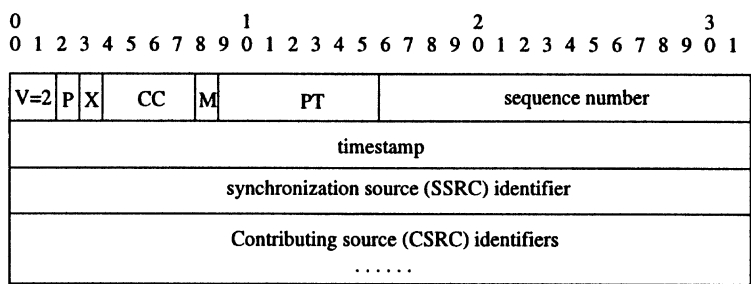 0 1 2 3
0 1 2 3 4 5 6 7 8 9 0 1 2 3 4 5 6 7 8 9 0 1 2 3 4 5 6 7 8 9 0 1
V=2 P X CC M PT sequence number
timestamp
synchronization source (SSRC) identifier
Contributing source (CSRC) identifiers
......